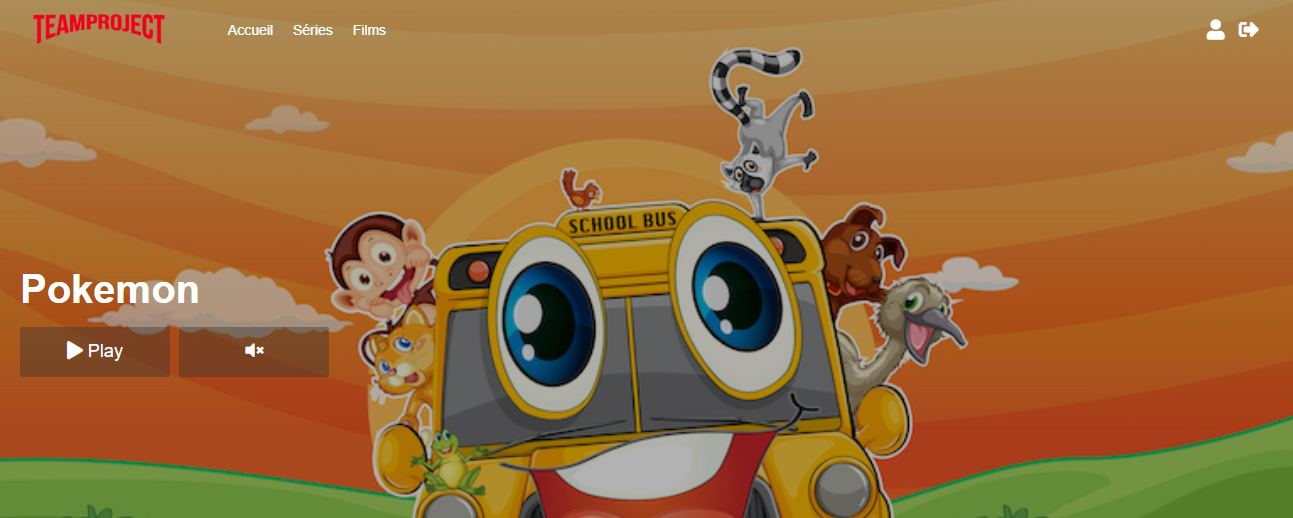 TEAMPROJECT
Accueil Séries Films
SCHOOL BUS
Pokemon
Play